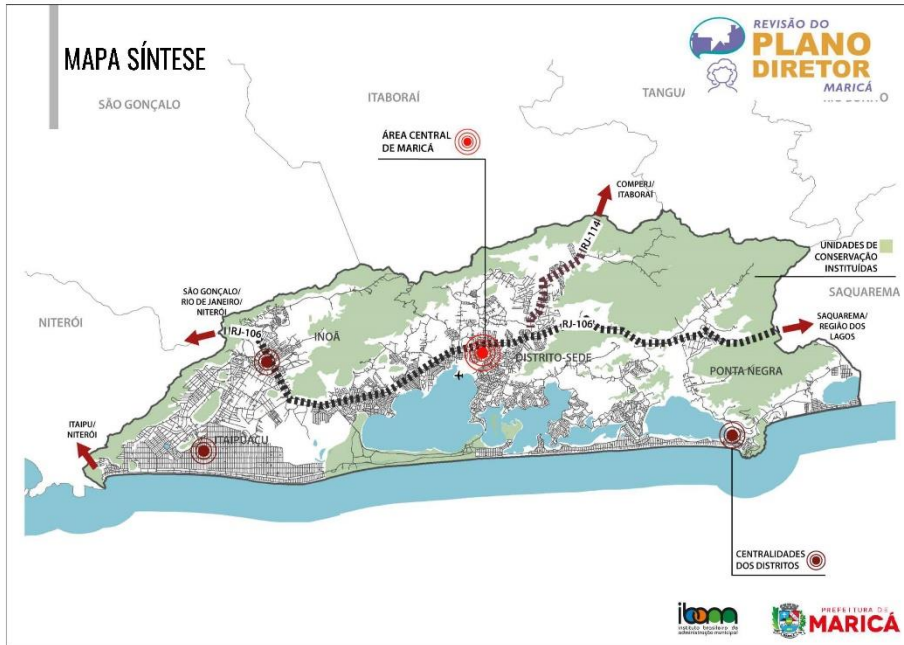 MAPA SÍNTESE
REVISÃO DO
PLANO
DIRETOR
MARICÁ
SÃO GONÇALO
ITABORAÍ
TANGUÁ
ÁREA CENTRAL
DE MARICÁ
COMPERJ/
ITABORAÍ
RJ-114
UNIDADES DE
CONSERVAÇÃO
INSTITUÍDAS
SAQUAREMA
SÃO GONÇALO/
RIO DE JANEIRO/
NITERÓI
NITERÓI
RJ-106
INOÃ
RJ-106
SAQUAREMA/
REGIÃO DOS
LAGOS
DISTRITO-SEDE
PONTA NEGRA
ITAIPU/
NITERÓI
ITAIPUAÇU
CENTRALIDADES
DOS DISTRITOS
ibam
instituto brasileiro de
administração municipal
PREFEITURA DE
MARICÁ